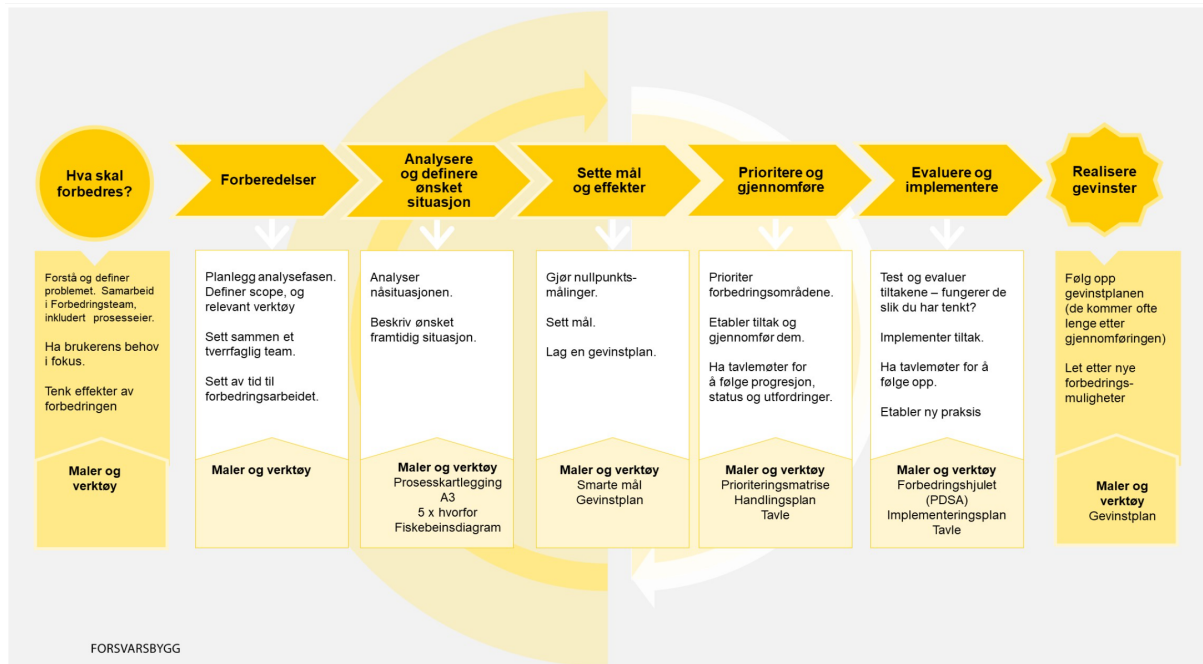 Hva skal
forbedres?
Forberedelser
Analysere
og definere
ønsket
situasjon
Sette mål
og effekter
Prioritere og
gjennomføre
Evaluere og
implementere
Realisere
gevinster
Forstå og definer
problemet. Samarbeid
i Forbedringsteam,
inkludert prosesseier.
Ha brukerens behov
i fokus.
Tenk effekter av
forbedringen
Maler og
verktøy
Planlegg analysefasen.
Definer scope, og
relevant verktøy
Sett sammen et
tverrfaglig team.
Sett av tid til
forbedringsarbeidet.
Maler og verktøy
Analyser
nåsituasjonen.
Beskriv ønsket
framtidig situasjon.
Maler og verktøy
Prosesskartlegging
A3
5 x hvorfor
Fiskebeinsdiagram
Gjør nullpunkts-
målinger.
Sett mål.
Lag en gevinstplan.
Maler og verktøy
Smarte mål
Gevinstplan
Prioriter
forbedringsområdene.
Etabler tiltak og
gjennomfør dem.
Ha tavlemøter for
å følge progresjon,
status og utfordringer.
Maler og verktøy
Prioriteringsmatrise
Handlingsplan
Tavle
Test og evaluer
tiltakene – fungerer de
slik du har tenkt?
Implementer tiltak.
Ha tavlemøter for å
følge opp.
Etabler ny praksis
Maler og verktøy
Forbedringshjulet
(PDSA)
Implementeringsplan
Tavle
Følg opp
gevinstplanen
(de kommer ofte
lenge etter
gjennomføringen)
Let etter nye
forbedrings-
muligheter
Maler og
verktøy
Gevinstplan
FORSVARSBYGG